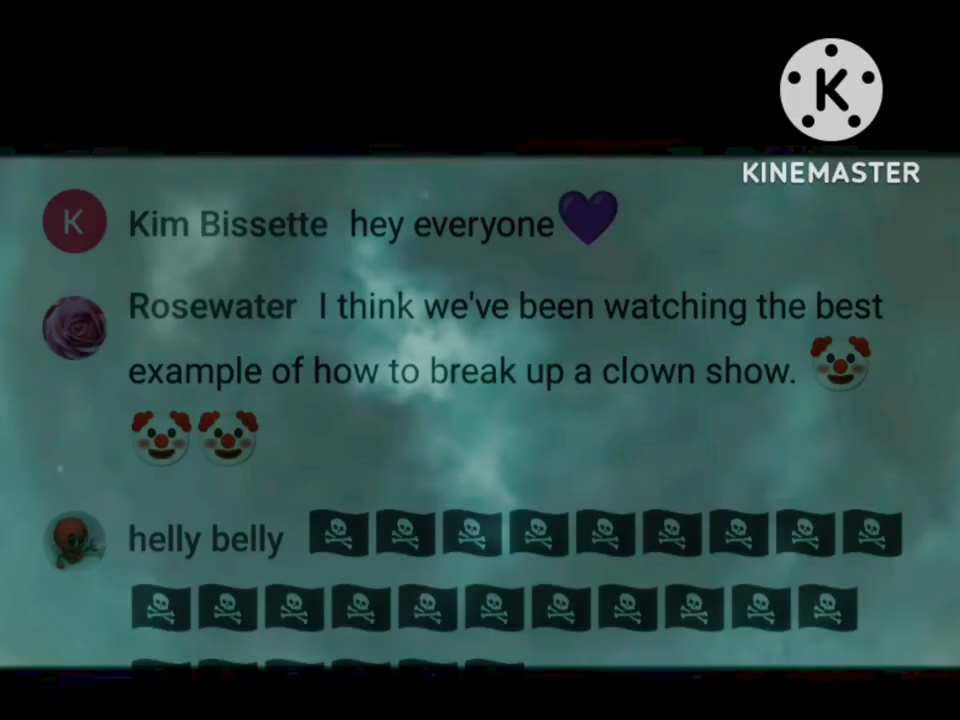 K
KINEMASTER
K Kim Bissette hey everyone💜
Rosewater I think we've been watching the best
example of how to break up a clown show. 🤡
🤡🤡
helly belly 🏴‍☠️🏴‍☠️🏴‍☠️🏴‍☠️🏴‍☠️🏴‍☠️🏴‍☠️🏴‍☠️🏴‍☠️
🏴‍☠️🏴‍☠️🏴‍☠️🏴‍☠️🏴‍☠️🏴‍☠️🏴‍☠️🏴‍☠️🏴‍☠️🏴‍☠️🏴‍☠️